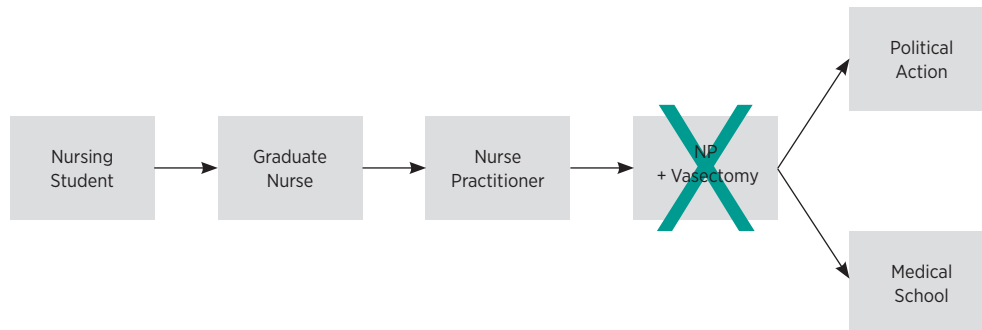 Nursing
Student
Graduate
Nurse
Nurse
Practitioner
NP
+ Vasectomy
Political
Action
Medical
School